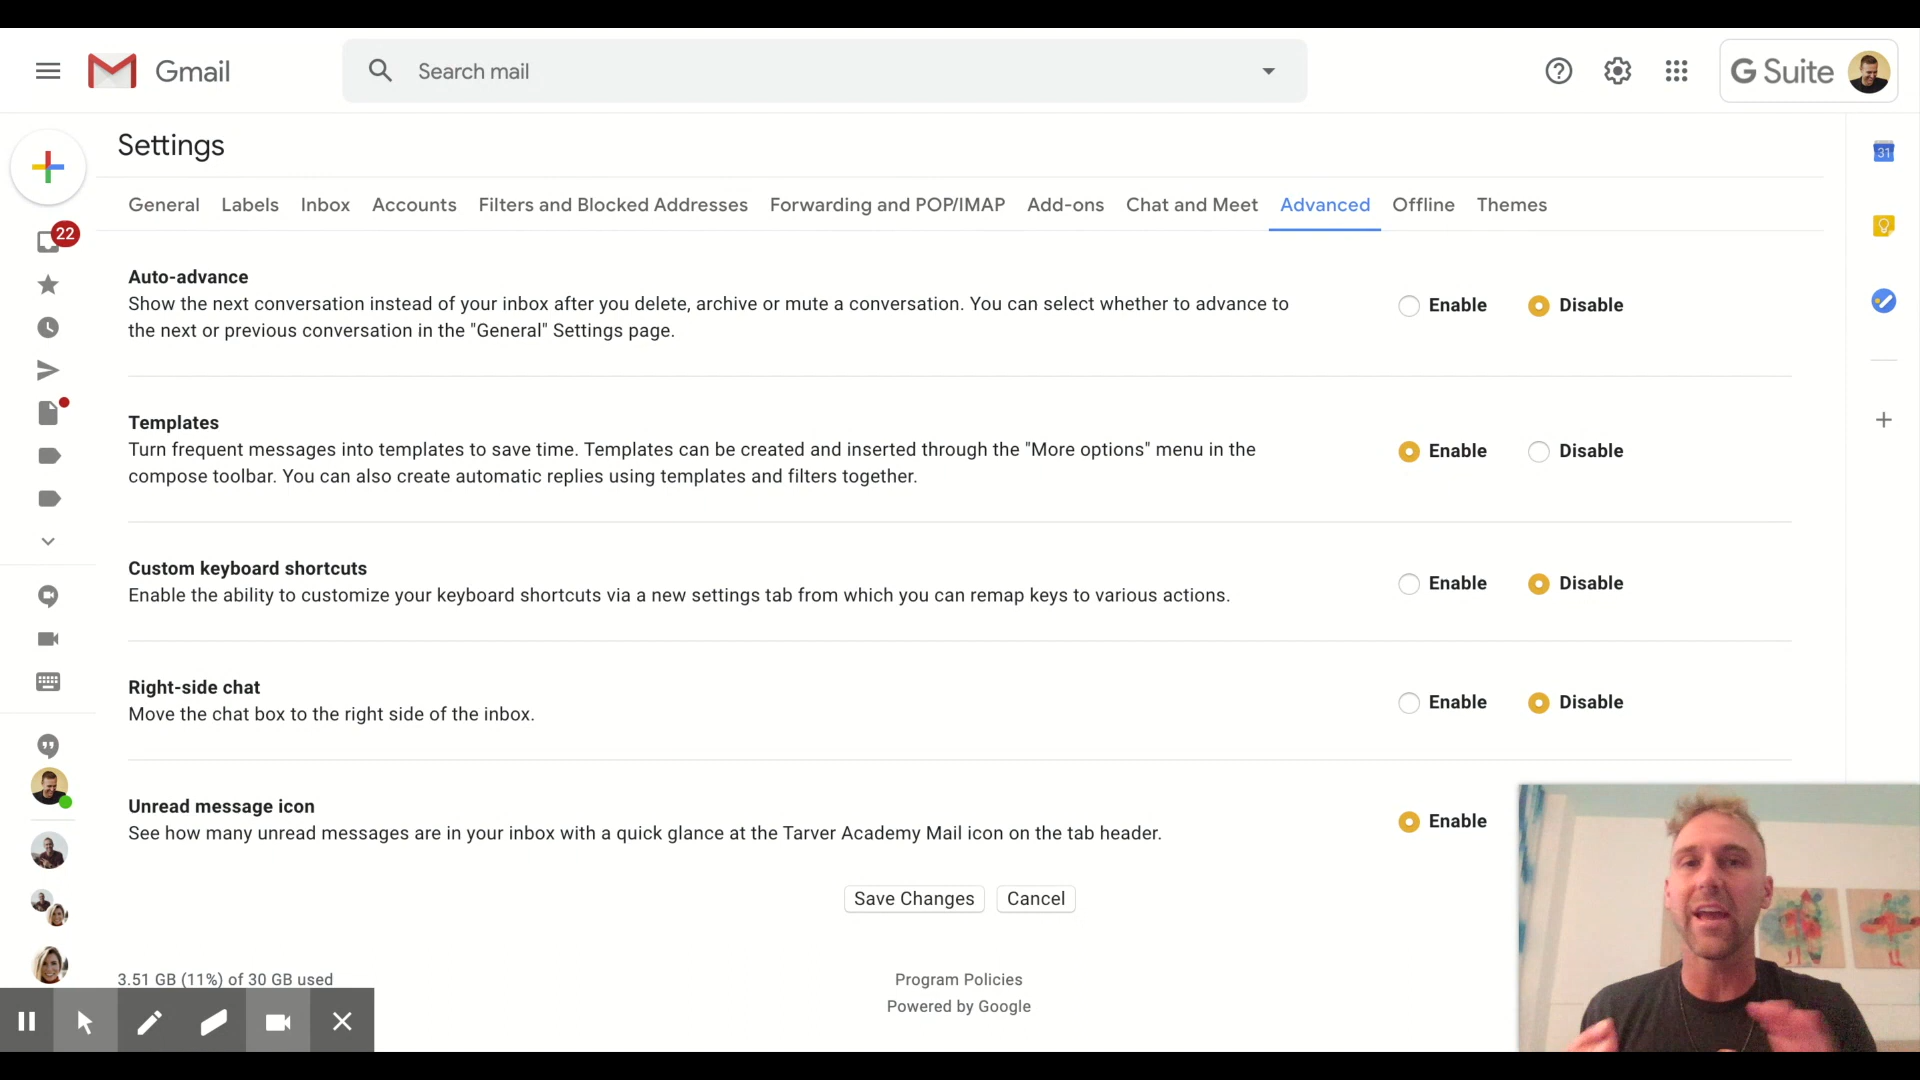 Gmail
Search mail
G Suite
Settings
General Labels Inbox Accounts Filters and Blocked Addresses Forwarding and POP/IMAP Add-ons Chat and Meet Advanced Offline Themes
31
22
Auto-advance
Show the next conversation instead of your inbox after you delete, archive or mute a conversation. You can select whether to advance to
the next or previous conversation in the "General" Settings page.
Enable Disable
Templates
Turn frequent messages into templates to save time. Templates can be created and inserted through the "More options" menu in the
compose toolbar. You can also create automatic replies using templates and filters together.
Enable Disable
Custom keyboard shortcuts
Enable the ability to customize your keyboard shortcuts via a new settings tab from which you can remap keys to various actions.
Enable Disable
Right-side chat
Move the chat box to the right side of the inbox.
Enable Disable
Unread message icon
See how many unread messages are in your inbox with a quick glance at the Tarver Academy Mail icon on the tab header.
Enable
Save Changes Cancel
3.51 GB (11%) of 30 GB used
Program Policies
Powered by Google